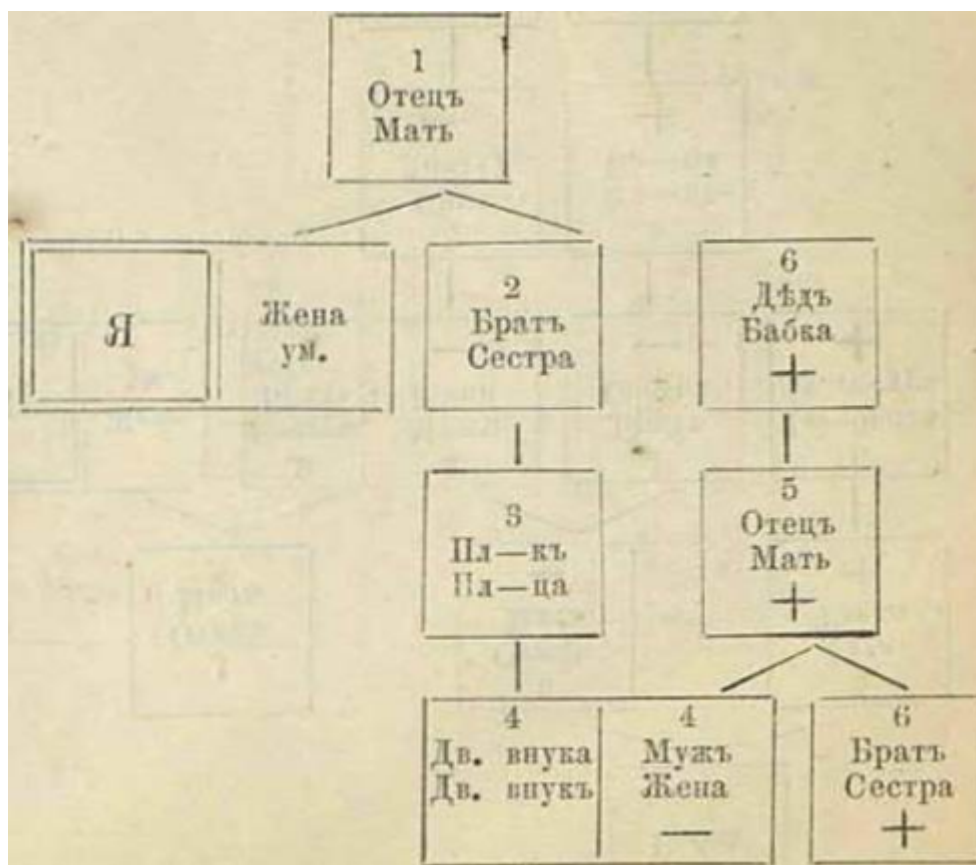 1
Отецъ
Мать
Я
Жена
ум.
2
Братъ
Сестра
6
Дѣдъ
Бабка
+
3
Пл—къ
Пл—ца
5
Отецъ
Мать
+
4
Дв. внука
Дв. внукъ
4
Мужъ
Жена
—
6
Братъ
Сестра
+